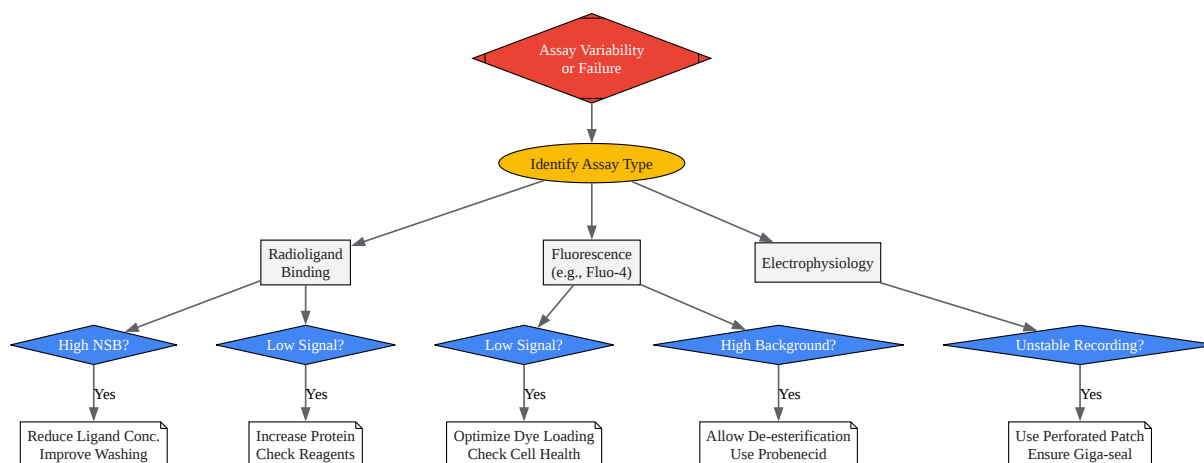 Assay Variability
or Failure
Identify Assay Type
Radioligand
Binding
Fluorescence
(e.g., Fluo-4)
Electrophysiology
High NSB?
Low Signal?
Low Signal?
High Background?
Unstable Recording?
Yes
Yes
Yes
Yes
Yes
Reduce Ligand Conc.
Improve Washing
Increase Protein
Check Reagents
Optimize Dye Loading
Check Cell Health
Allow De-esterification
Use Probenecid
Use Perforated Patch
Ensure Giga-seal